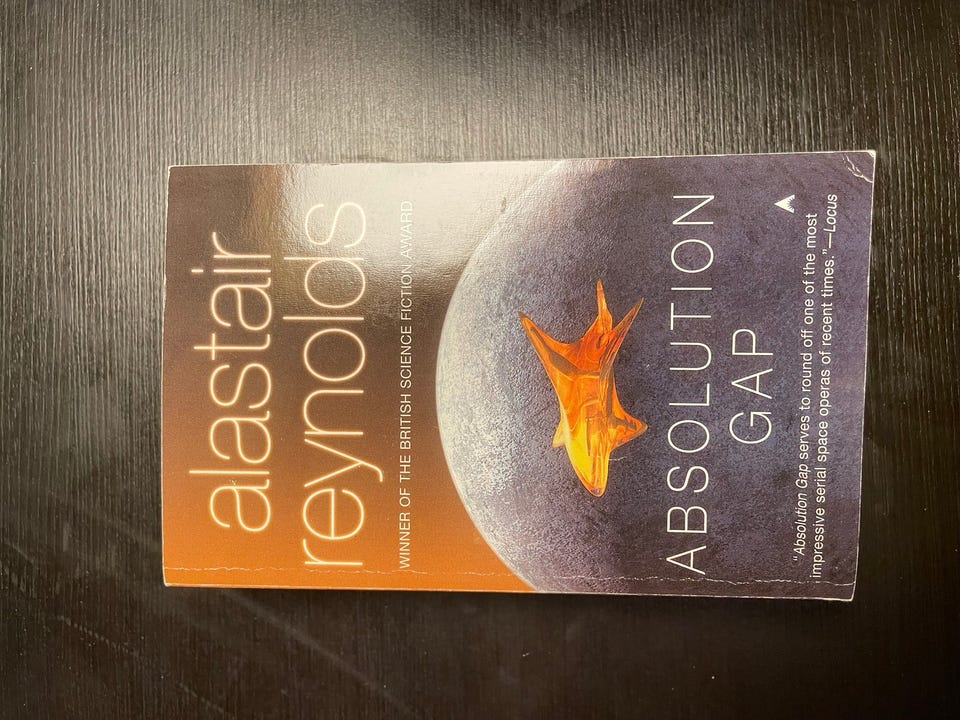 alastair
reynolds
WINNER OF THE BRITISH SCIENCE FICTION AWARD
ABSOLUTION
GAP
"Absolution Gap serves to round off one of the most
impressive serial space operas of recent times."—Locus